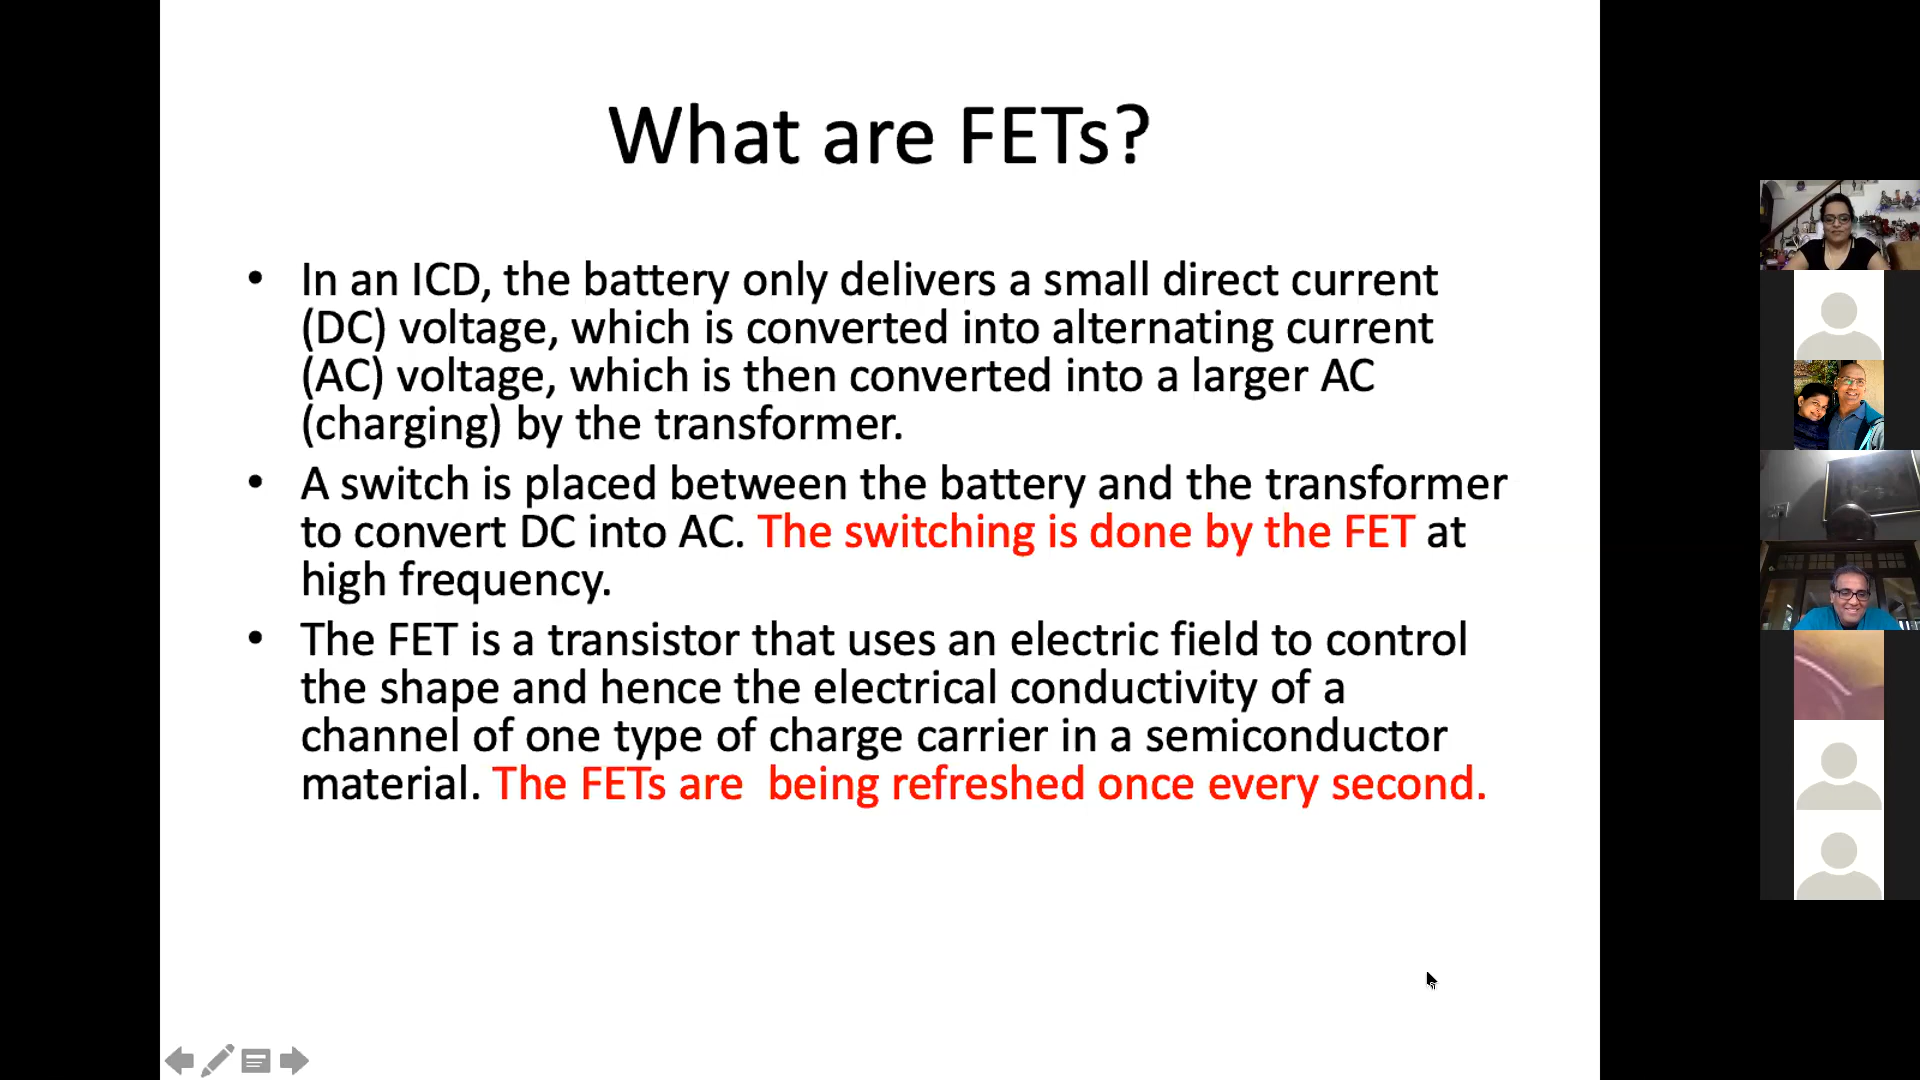 What are FETs?
• In an ICD, the battery only delivers a small direct current
(DC) voltage, which is converted into alternating current
(AC) voltage, which is then converted into a larger AC
(charging) by the transformer.
• A switch is placed between the battery and the transformer
to convert DC into AC. The switching is done by the FET at
high frequency.
• The FET is a transistor that uses an electric field to control
the shape and hence the electrical conductivity of a
channel of one type of charge carrier in a semiconductor
material. The FETs are  being refreshed once every second.